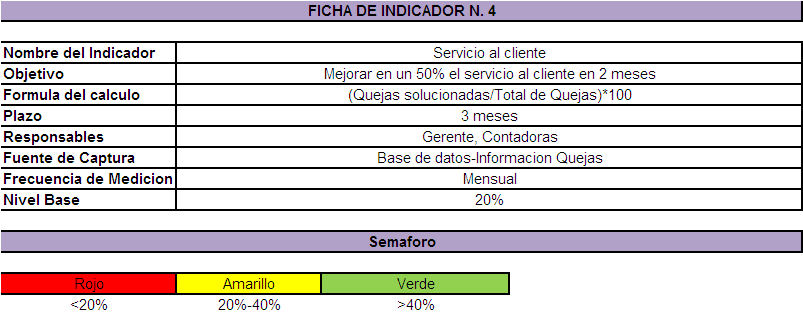 FICHA DE INDICADOR N. 4
Nombre del Indicador Servicio al cliente
Objetivo Mejorar en un 50% el servicio al cliente en 2 meses
Formula del calculo (Quejas solucionadas/Total de Quejas)*100
Plazo 3 meses
Responsables Gerente, Contadoras
Fuente de Captura Base de datos-Informacion Quejas
Frecuencia de Medicion Mensual
Nivel Base 20%
Semaforo
Rojo Amarillo Verde
<20% 20%-40% >40%